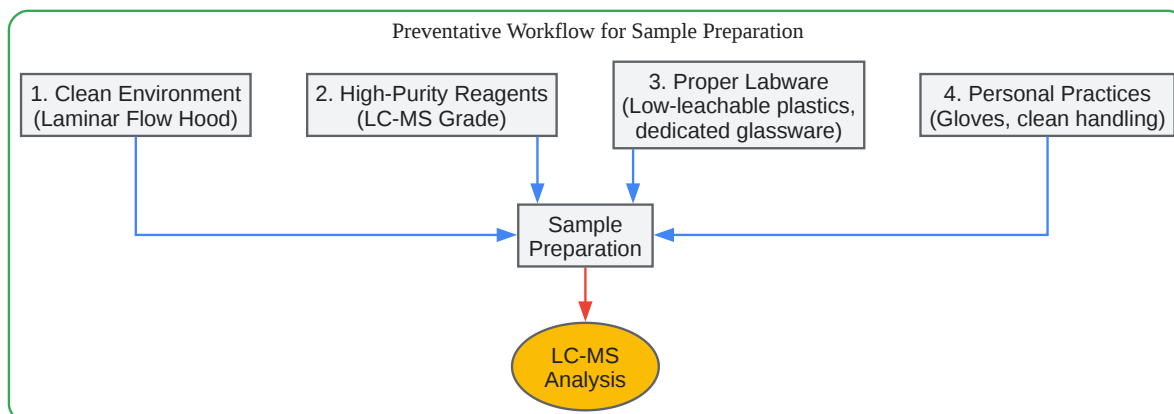 Preventative Workflow for Sample Preparation
1. Clean Environment
(Laminar Flow Hood)
2. High-Purity Reagents
(LC-MS Grade)
3. Proper Labware
(Low-leachable plastics,
dedicated glassware)
4. Personal Practices
(Gloves, clean handling)
Sample
Preparation
LC-MS
Analysis